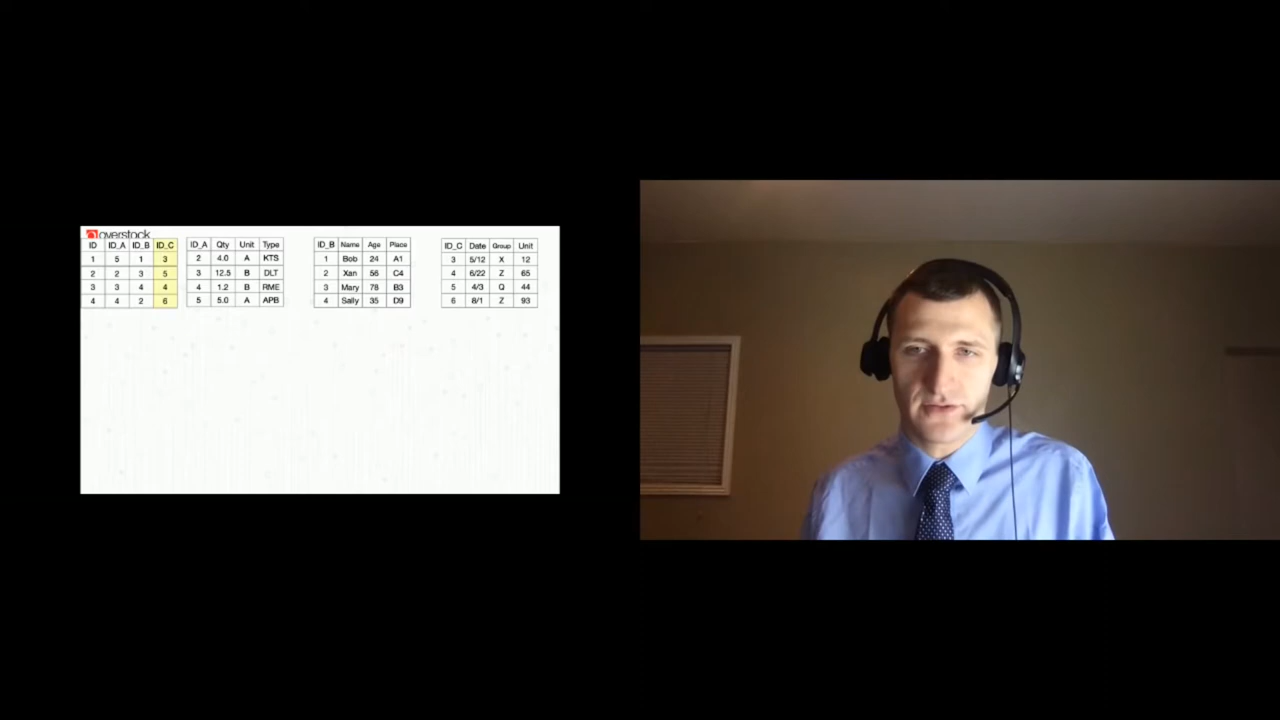 overstock
ID ID_A ID_B ID_C
1 5 1 3
2 2 3 5
3 3 4 4
4 4 2 6
ID_A Qty Unit Type
2 4.0 A KTS
3 12.5 B DLT
4 1.2 B RME
5 5.0 A APB
ID_B Name Age Place
1 Bob 24 A1
2 Xan 56 C4
3 Mary 78 B3
4 Sally 35 D9
ID_C Date Group Unit
3 5/12 X 12
4 6/22 Z 65
5 4/3 Q 44
6 8/1 Z 93